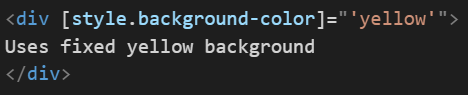 <div [style.background-color]="'yellow'">
Uses fixed yellow background
</div>